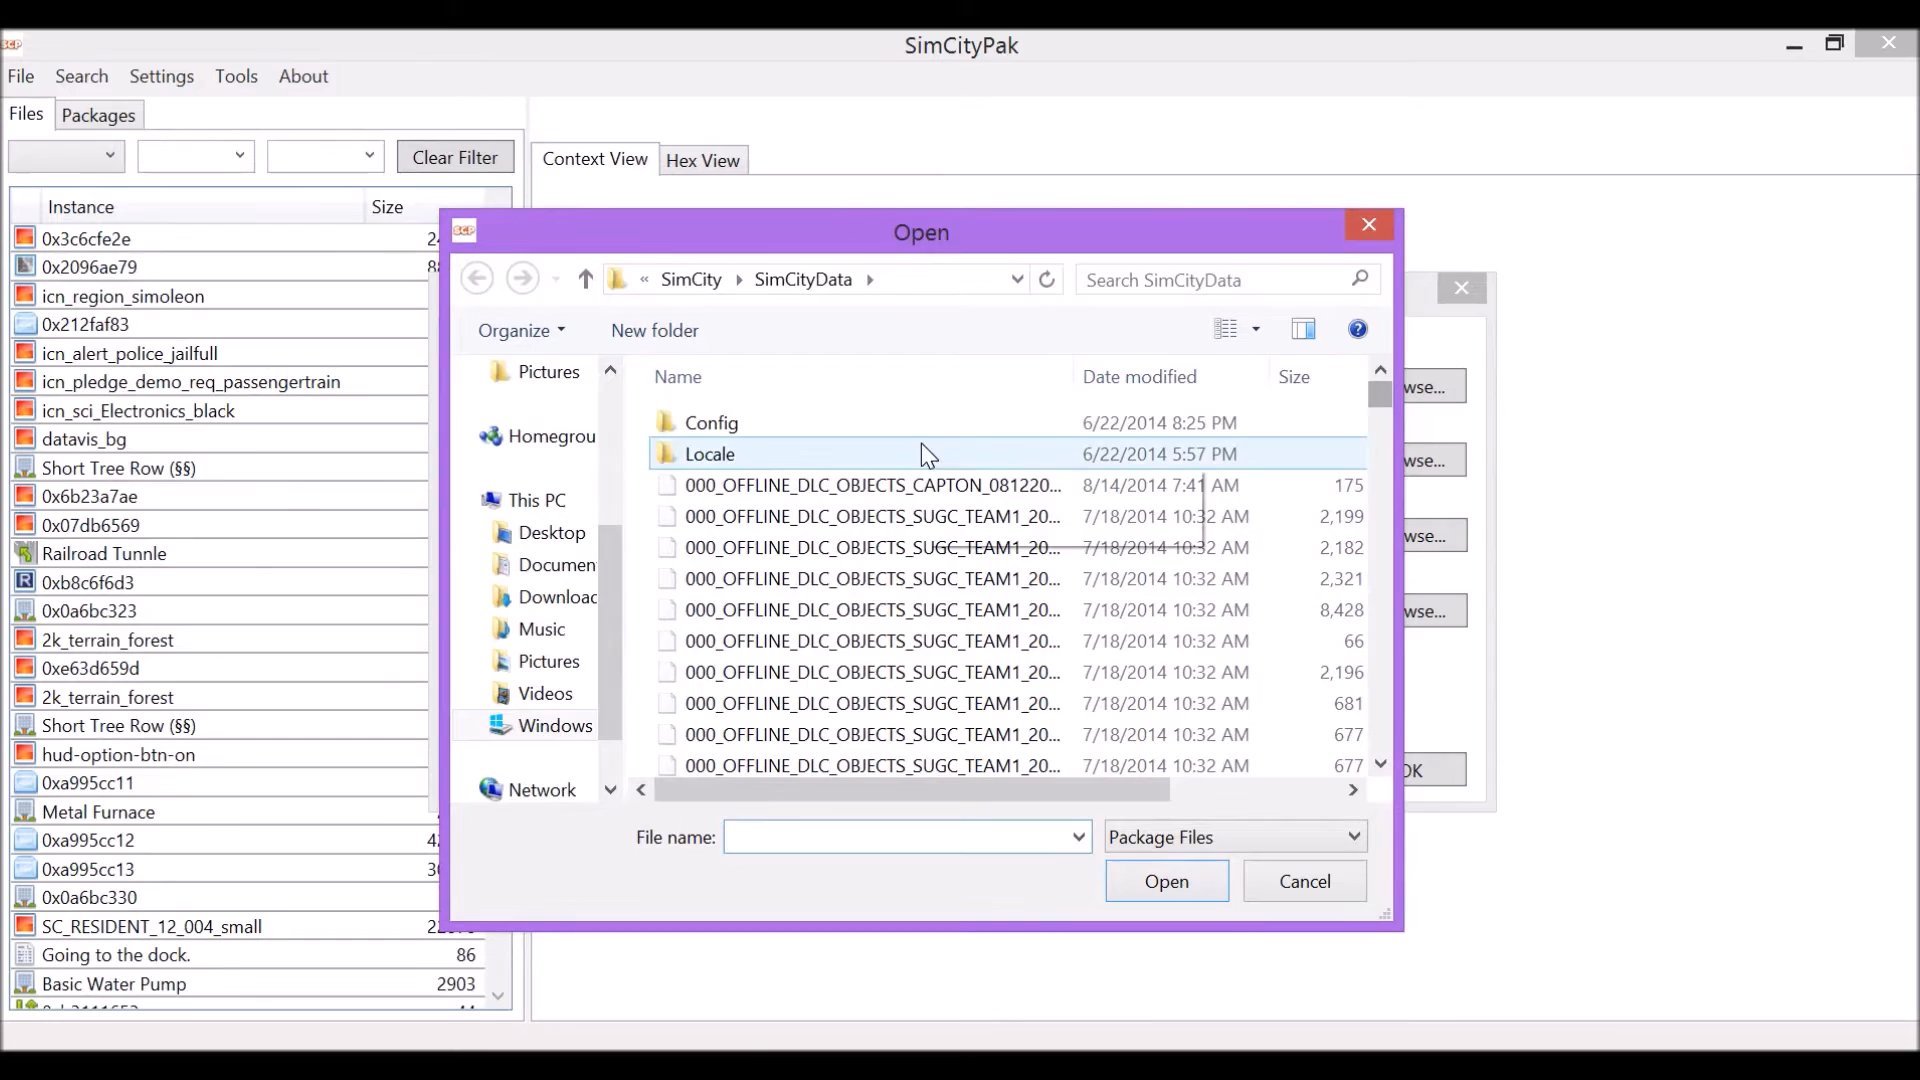 SCP
SimCityPak
File Search Settings Tools About
Files Packages
Clear Filter
Context View Hex View
Instance Size
0x3c6cfe2e
0x2096ae79
icn_region_simoleon
0x212faf83
icn_alert_police_jailfull
icn_pledge_demo_req_passengertrain
icn_sci_Electronics_black
datavis_bg
Short Tree Row (§§)
0x6b23a7ae
0x07db6569
Railroad Tunnle
0xb8c6f6d3
0x0a6bc323
2k_terrain_forest
0xe63d659d
2k_terrain_forest
Short Tree Row (§§)
hud-option-btn-on
0xa995cc11
Metal Furnace
0xa995cc12
0xa995cc13
0x0a6bc330
SC_RESIDENT_12_004_small
Going to the dock. 86
Basic Water Pump 2903
SCP
Open
« SimCity SimCityData
Search SimCityData
Organize New folder
Pictures
Homegrou
This PC
Desktop
Documen
Downloac
Music
Pictures
Videos
Windows
Network
Name Date modified Size
Config 6/22/2014 8:25 PM
Locale 6/22/2014 5:57 PM
000_OFFLINE_DLC_OBJECTS_CAPTON_081220... 8/14/2014 7:41 AM 175
000_OFFLINE_DLC_OBJECTS_SUGC_TEAM1_20... 7/18/2014 10:32 AM 2,199
000_OFFLINE_DLC_OBJECTS_SUGC_TEAM1_20... 7/18/2014 10:32 AM 2,182
000_OFFLINE_DLC_OBJECTS_SUGC_TEAM1_20... 7/18/2014 10:32 AM 2,321
000_OFFLINE_DLC_OBJECTS_SUGC_TEAM1_20... 7/18/2014 10:32 AM 8,428
000_OFFLINE_DLC_OBJECTS_SUGC_TEAM1_20... 7/18/2014 10:32 AM 66
000_OFFLINE_DLC_OBJECTS_SUGC_TEAM1_20... 7/18/2014 10:32 AM 2,196
000_OFFLINE_DLC_OBJECTS_SUGC_TEAM1_20... 7/18/2014 10:32 AM 681
000_OFFLINE_DLC_OBJECTS_SUGC_TEAM1_20... 7/18/2014 10:32 AM 677
000_OFFLINE_DLC_OBJECTS_SUGC_TEAM1_20... 7/18/2014 10:32 AM 677
File name:
Package Files
Open Cancel
wse...
wse...
wse...
wse...
OK